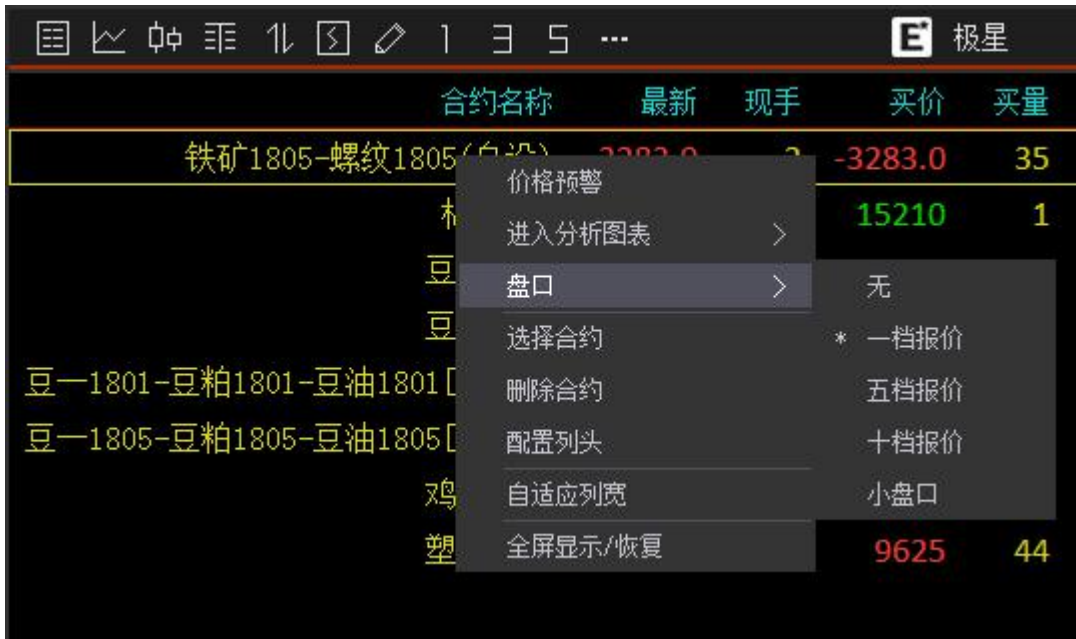 1 3 5 ... E 极星
合约名称 最新 现手 买价 买量
铁矿1805-螺纹1805(自设) -3283.0 35
价格预警
15210 1
进入分析图表 >
豆
盘口 > 无
豆
选择合约 * 一档报价
豆一1801-豆粕1801-豆油1801[ 删除合约 五档报价
豆一1805-豆粕1805-豆油1805[ 配置列头 十档报价
鸡 自适应列宽 小盘口
塑 全屏显示/恢复 9625 44